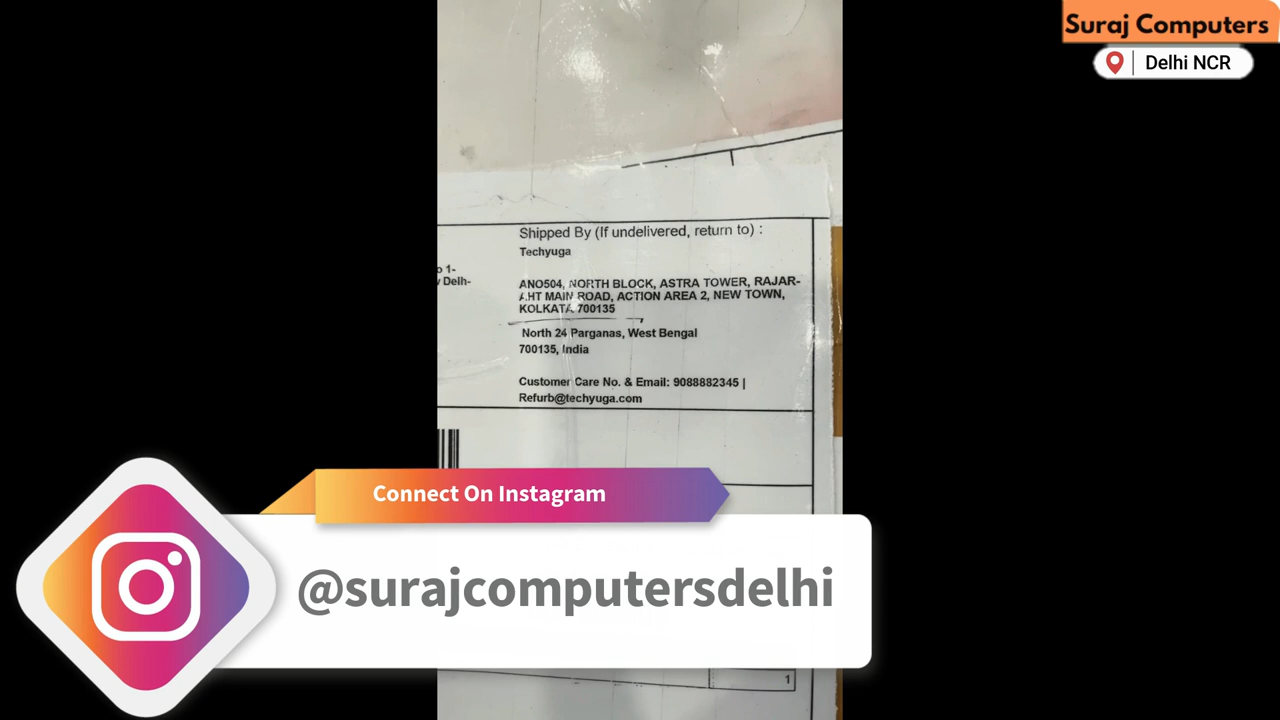 Suraj Computers
Delhi NCR
Shipped By (If undelivered, return to) :
Techyuga
o 1-
Delh-
ANO504, NORTH BLOCK, ASTRA TOWER, RAJAR-
AHT MAIN ROAD, ACTION AREA 2, NEW TOWN,
KOLKATA 700135
North 24 Parganas, West Bengal
700135, India
Customer Care No. & Email: 9088882345 |
Refurb@techyuga.com
Connect On Instagram
@surajcomputersdelhi
1